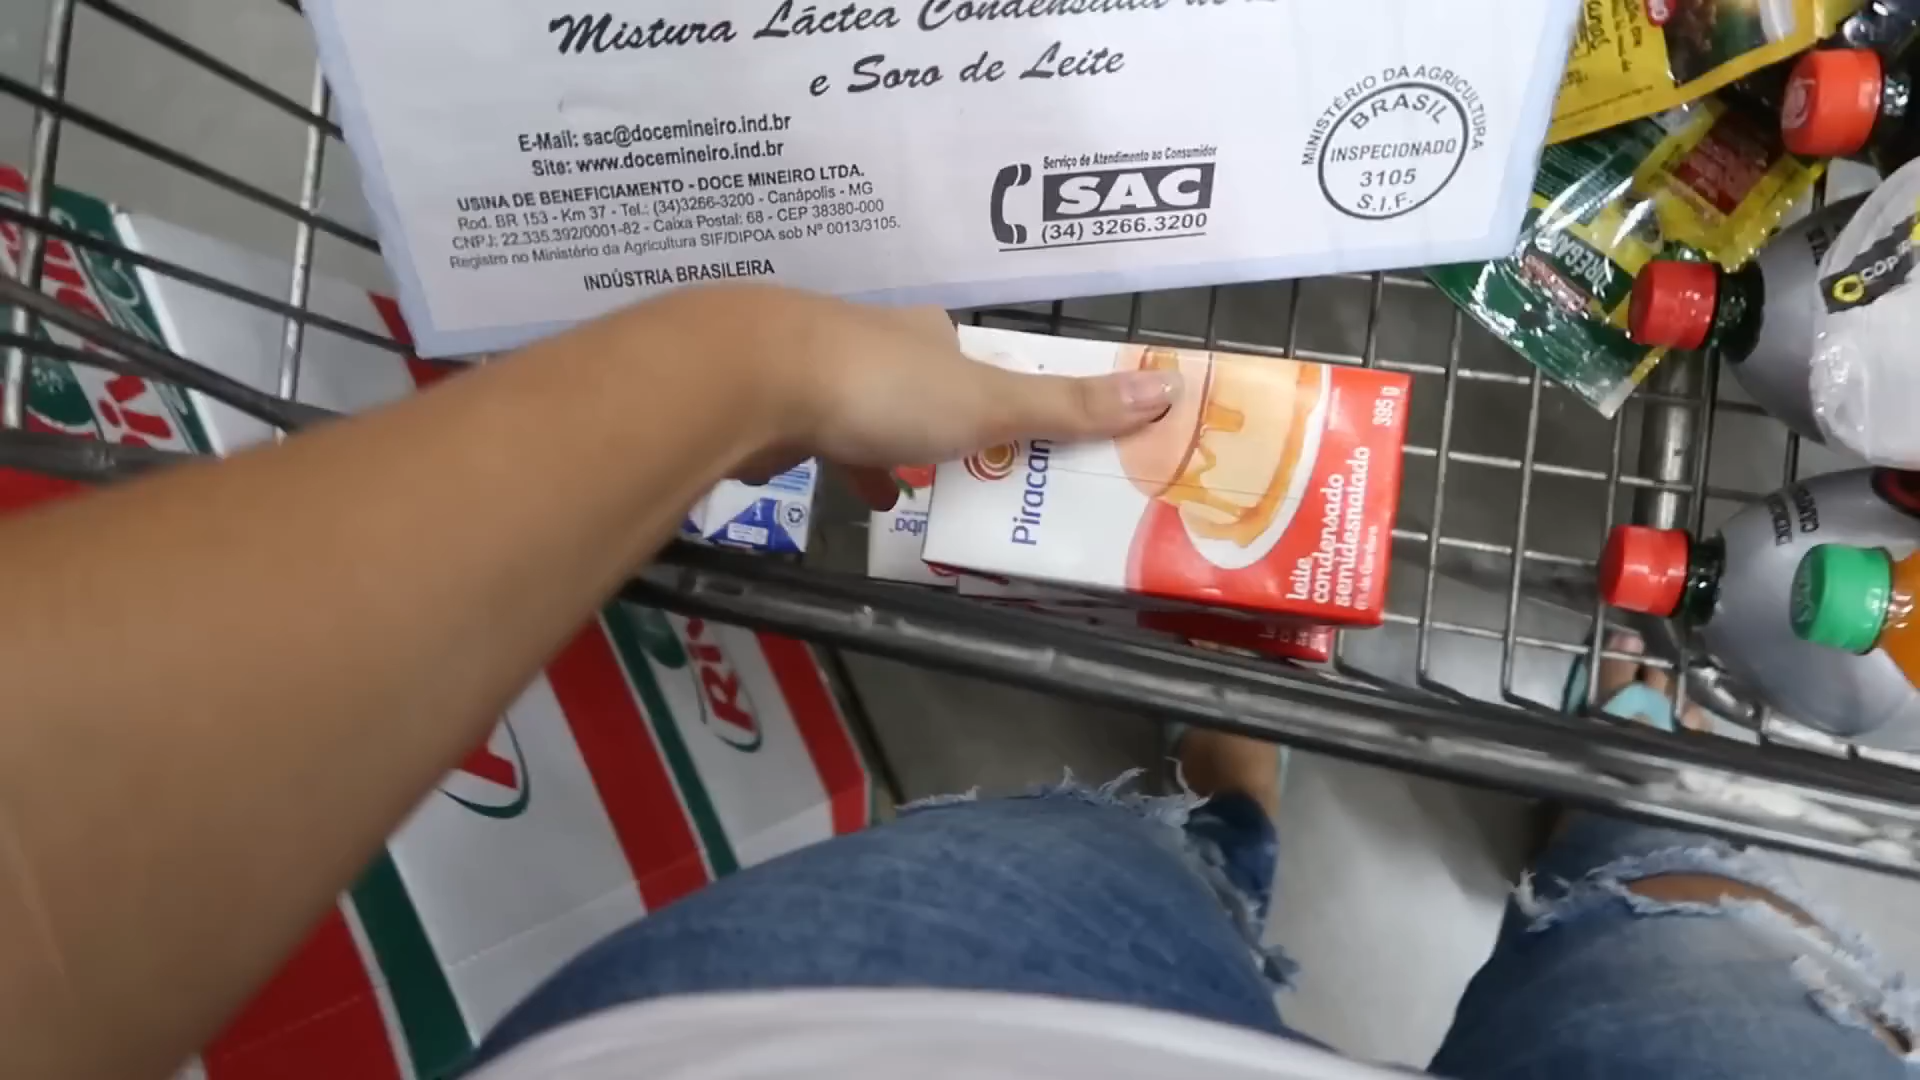 Mistura Láctea Condensada de
e Soro de Leite
E-Mail: sac@docemineiro.ind.br
Site: www.docemineiro.ind.br
USINA DE BENEFICIAMENTO - DOCE MINEIRO LTDA.
Rod. BR 153 - Km 37 - Tel.: (34)3266-3200 - Canápolis - MG
CNPJ: 22.335.392/0001-82 - Caixa Postal: 68 - CEP 38380-000
Registro no Ministério da Agricultura SIF/DIPOA sob Nº 0013/3105.
INDÚSTRIA BRASILEIRA
Serviço de Atendimento ao Consumidor
SAC
(34) 3266.3200
MINISTÉRIO DA AGRICULTURA
BRASIL
INSPECIONADO
3105
S.I.F.
Piracan
395 g
leite
condensado
semidesnatado
uba
ORÉGANO